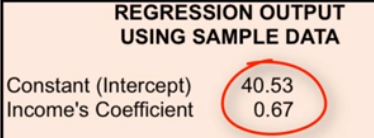 REGRESSION OUTPUT
USING SAMPLE DATA
Constant (Intercept) 40.53
Income's Coefficient 0.67